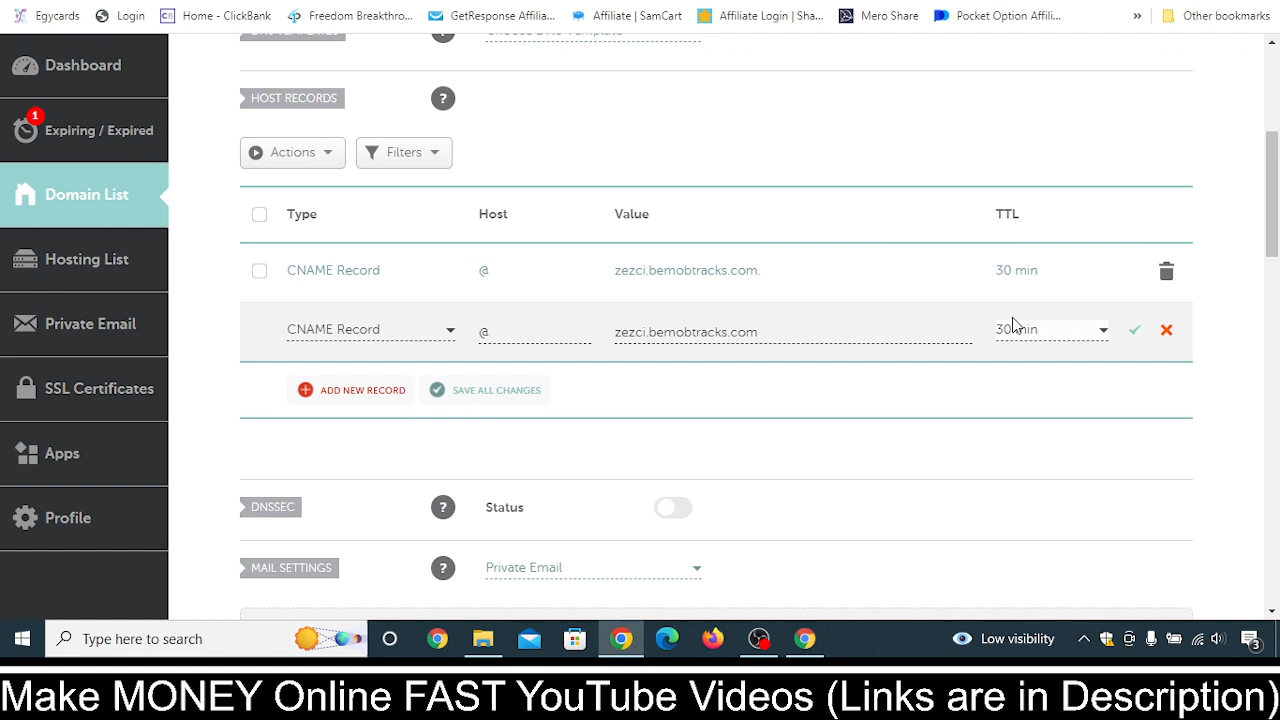 Egycards Login Home - ClickBank Freedom Breakthro... GetResponse Affilia... Affiliate | SamCart Affiliate Login | Sha... Mero Share Pocket Option Affili... » Other bookmarks
Dashboard
HOST RECORDS ?
1
Expiring / Expired
Actions Filters
Domain List
Type Host Value TTL
Hosting List
CNAME Record @ zezci.bemobtracks.com. 30 min
Private Email
CNAME Record @ zezci.bemobtracks.com 30 min
SSL Certificates
ADD NEW RECORD SAVE ALL CHANGES
Apps
DNSSEC ? Status
Profile
MAIL SETTINGS ? Private Email
Type here to search Low visibility 3
Make MONEY Online FAST YouTube Videos (Links are in Description)